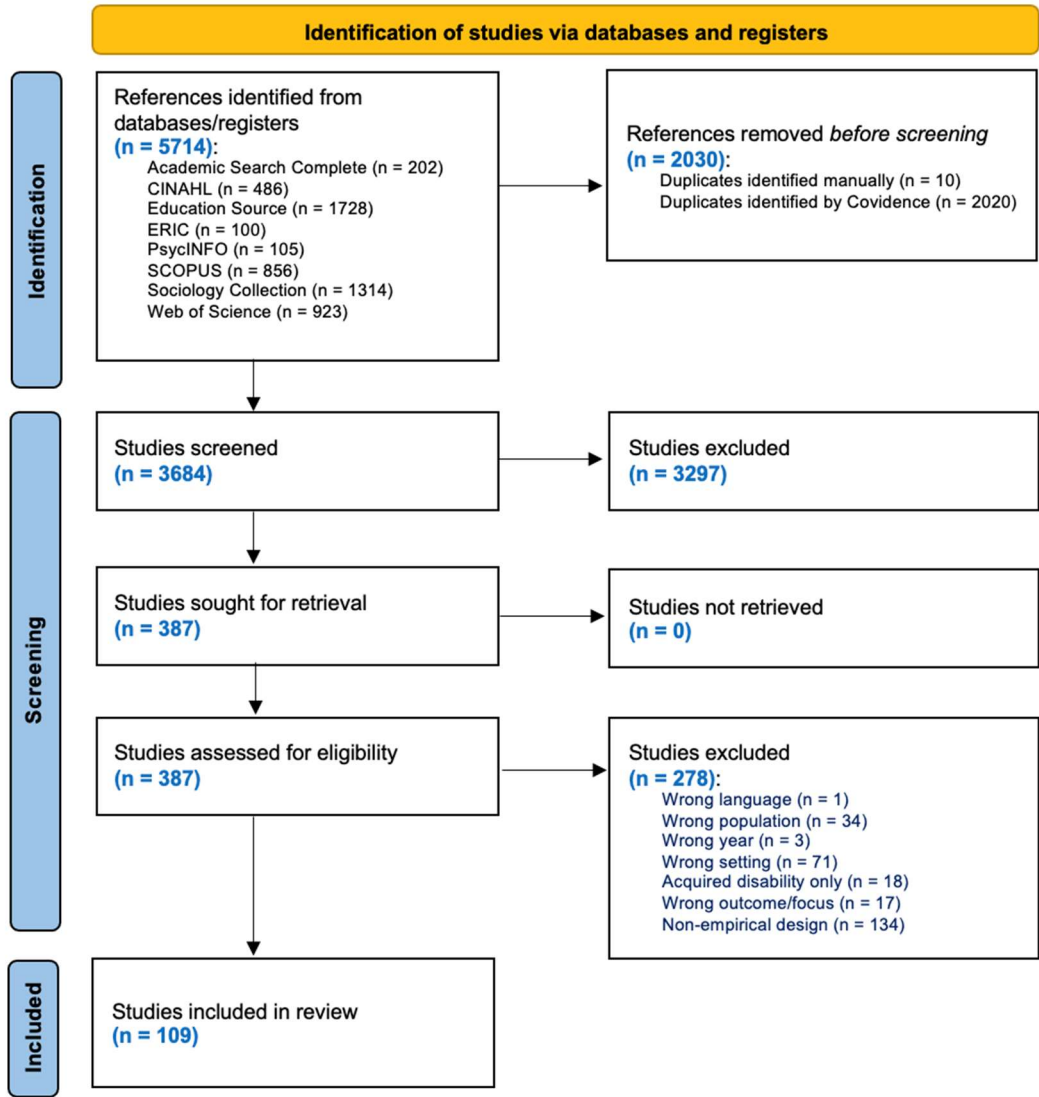 Identification of studies via databases and registers
Identification
References identified from
databases/registers
(n = 5714):
Academic Search Complete (n = 202)
CINAHL (n = 486)
Education Source (n = 1728)
ERIC (n = 100)
PsycINFO (n = 105)
SCOPUS (n = 856)
Sociology Collection (n = 1314)
Web of Science (n = 923)
References removed before screening
(n = 2030):
Duplicates identified manually (n = 10)
Duplicates identified by Covidence (n = 2020)
Screening
Studies screened
(n = 3684)
Studies excluded
(n = 3297)
Studies sought for retrieval
(n = 387)
Studies not retrieved
(n = 0)
Studies assessed for eligibility
(n = 387)
Studies excluded
(n = 278):
Wrong language (n = 1)
Wrong population (n = 34)
Wrong year (n = 3)
Wrong setting (n = 71)
Acquired disability only (n = 18)
Wrong outcome/focus (n = 17)
Non-empirical design (n = 134)
Included
Studies included in review
(n = 109)